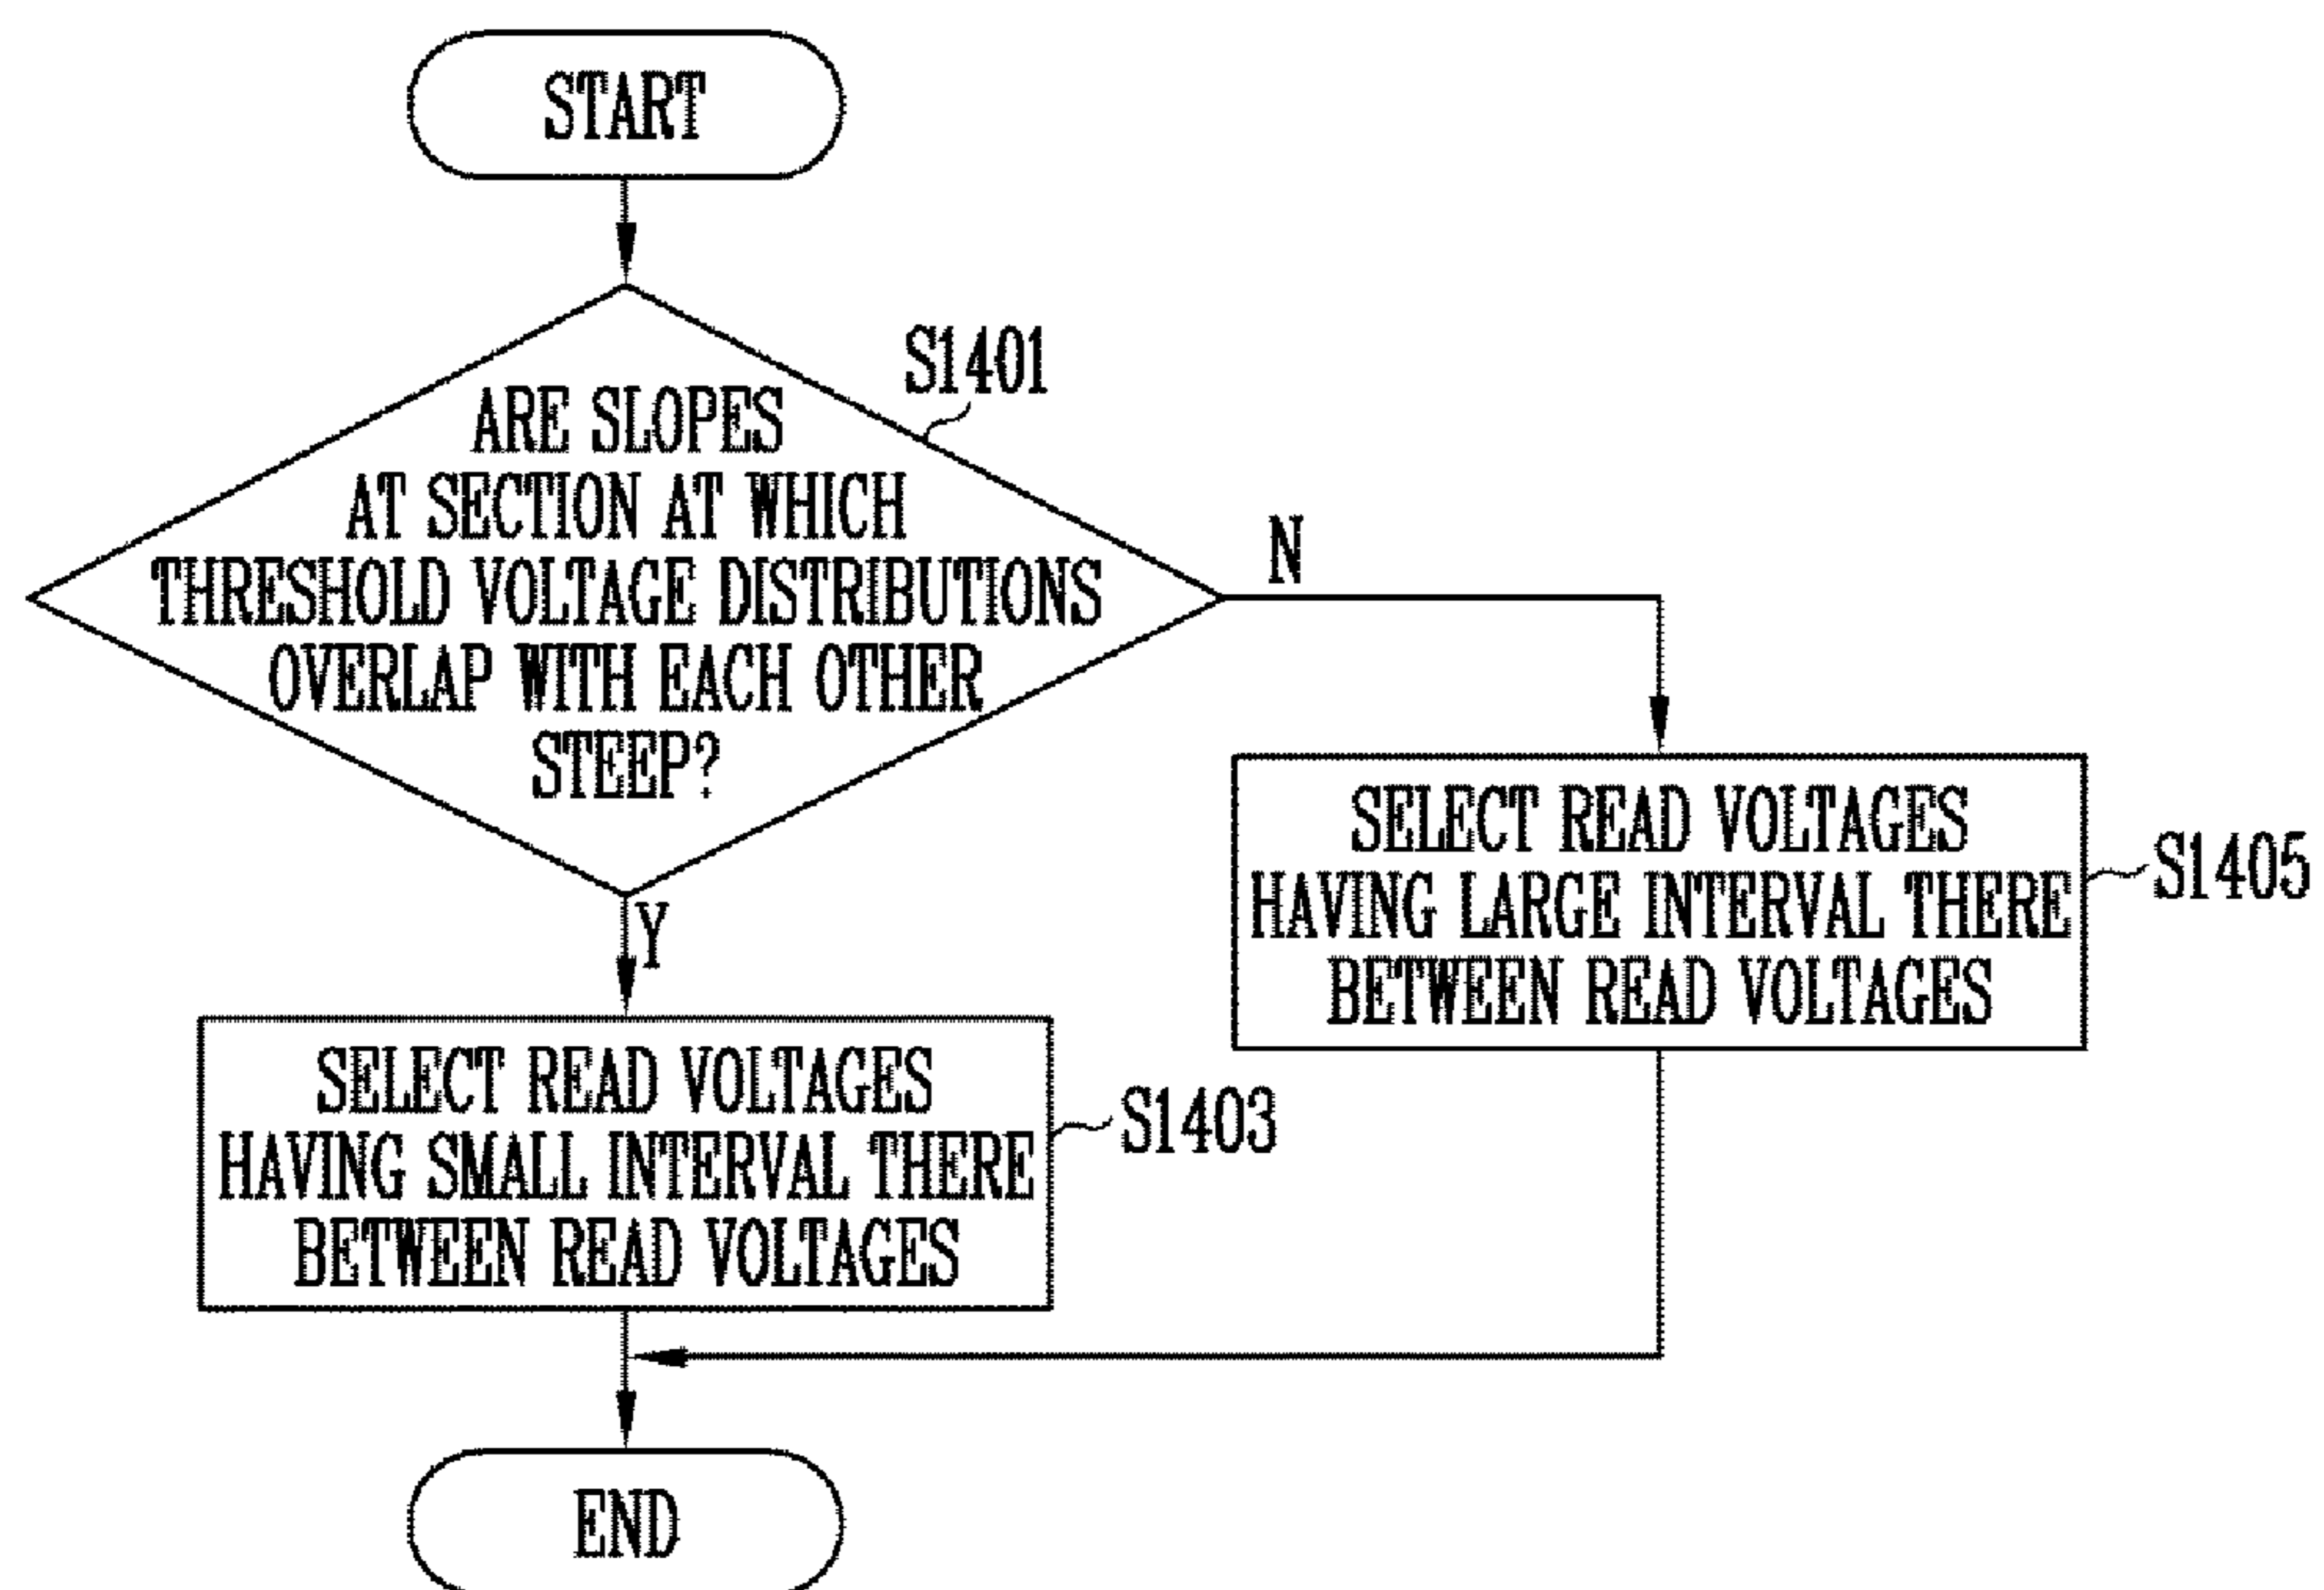 START
S1401
ARE SLOPES
AT SECTION AT WHICH
THRESHOLD VOLTAGE DISTRIBUTIONS
OVERLAP WITH EACH OTHER
STEEP?
N
Y
SELECT READ VOLTAGES
HAVING LARGE INTERVAL THERE
BETWEEN READ VOLTAGES
S1405
SELECT READ VOLTAGES
HAVING SMALL INTERVAL THERE
BETWEEN READ VOLTAGES
S1403
END